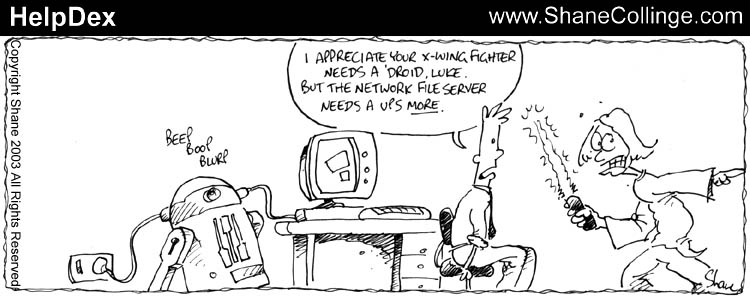 HelpDex
www.ShaneCollinge.com
Copyright Shane 2003 All Rights Reserved
I APPRECIATE YOUR X-WING FIGHTER
NEEDS A 'DROID, LUKE.
BUT THE NETWORK FILE SERVER
NEEDS A UPS MORE.
BEEP
BOOP
BLURP
Shane